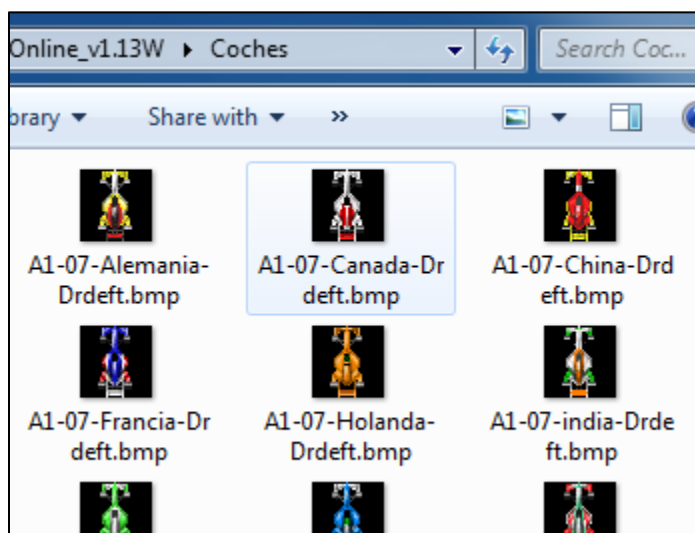 Online_v1.13W ▸ Coches
Search Coc...
brary
Share with
»
A1-07-Alemania-
Drdeft.bmp
A1-07-Canada-Dr
deft.bmp
A1-07-China-Drd
eft.bmp
A1-07-Francia-Dr
deft.bmp
A1-07-Holanda-
Drdeft.bmp
A1-07-india-Drde
ft.bmp